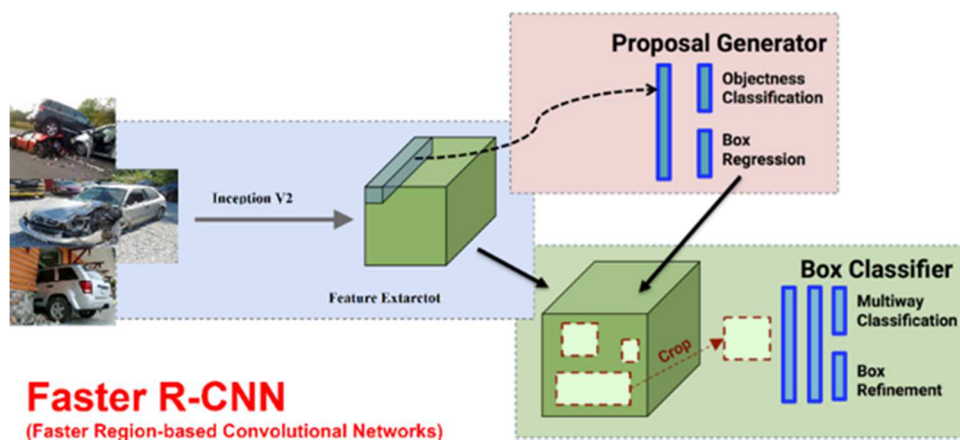 Proposal Generator
Objectness
Classification
Box
Regression
Inception V2
Feature Extarctot
Box Classifier
Multiway
Classification
Crop
Box
Refinement
Faster R-CNN
(Faster Region-based Convolutional Networks)